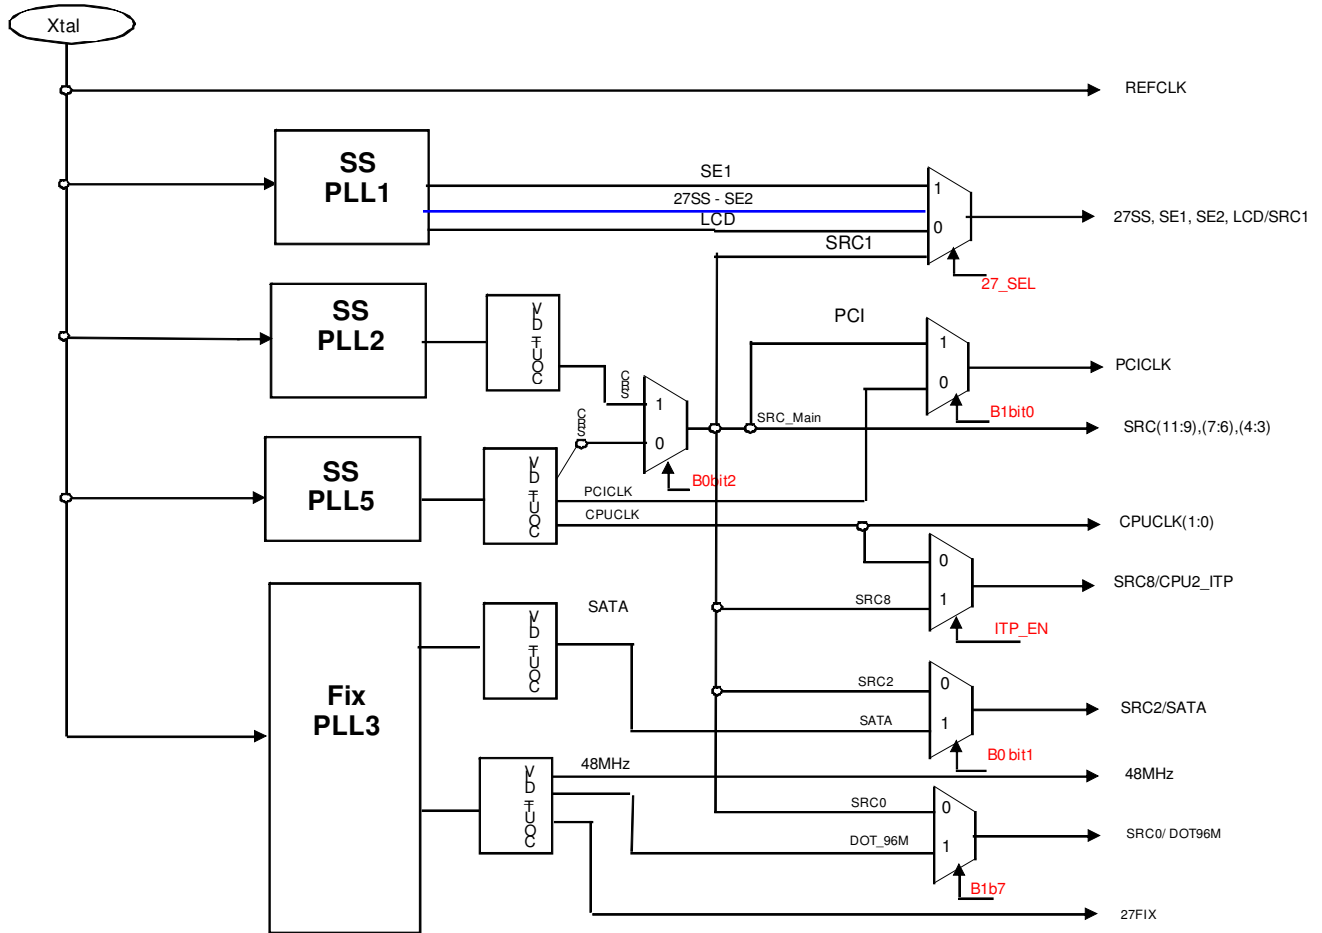 Xtal
REFCLK
SS
PLL1
SE1
27SS - SE2
LCD
SRC1
1
0
27_SEL
27SS, SE1, SE2, LCD/SRC1
SS
PLL2
PCI
1
0
B1bit0
PCICLK
1
0
B0bit2
SRC_Main
SRC(11:9),(7:6),(4:3)
SS
PLL5
PCICLK
CPUCLK
CPUCLK(1:0)
0
1
SRC8
ITP_EN
SRC8/CPU2_ITP
Fix
PLL3
SATA
SRC2
SATA
0
1
B0 bit1
SRC2/SATA
48MHz
48MHz
SRC0
DOT_96M
0
1
B1b7
SRC0/ DOT96M
27FIX